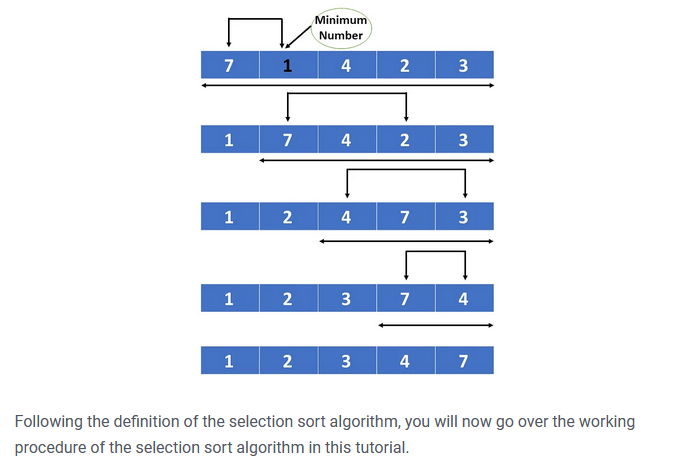 Minimum
Number
7 1 4 2 3
1 7 4 2 3
1 2 4 7 3
1 2 3 7 4
1 2 3 4 7
Following the definition of the selection sort algorithm, you will now go over the working
procedure of the selection sort algorithm in this tutorial.